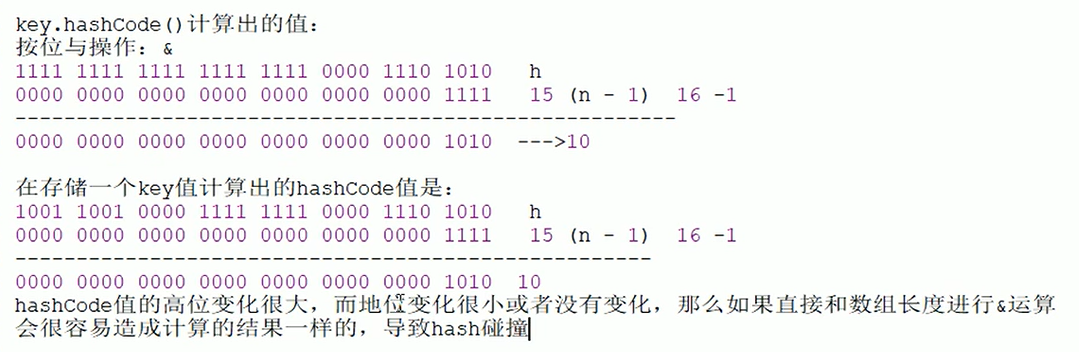 key.hashCode()计算出的值:
按位与操作: &
1111 1111 1111 1111 1111 0000 1110 1010   h
0000 0000 0000 0000 0000 0000 0000 1111   15 (n - 1)  16 -1
------------------------------------------------------
0000 0000 0000 0000 0000 0000 0000 1010  --->10
在存储一个key值计算出的hashCode值是:
1001 1001 0000 1111 1111 0000 1110 1010   h
0000 0000 0000 0000 0000 0000 0000 1111   15 (n - 1)  16 -1
----------------------------------------------------
0000 0000 0000 0000 0000 0000 0000 1010  10
hashCode值的高位变化很大，而地位变化很小或者没有变化，那么如果直接和数组长度进行&运算
会很容易造成计算的结果一样的，导致hash碰撞